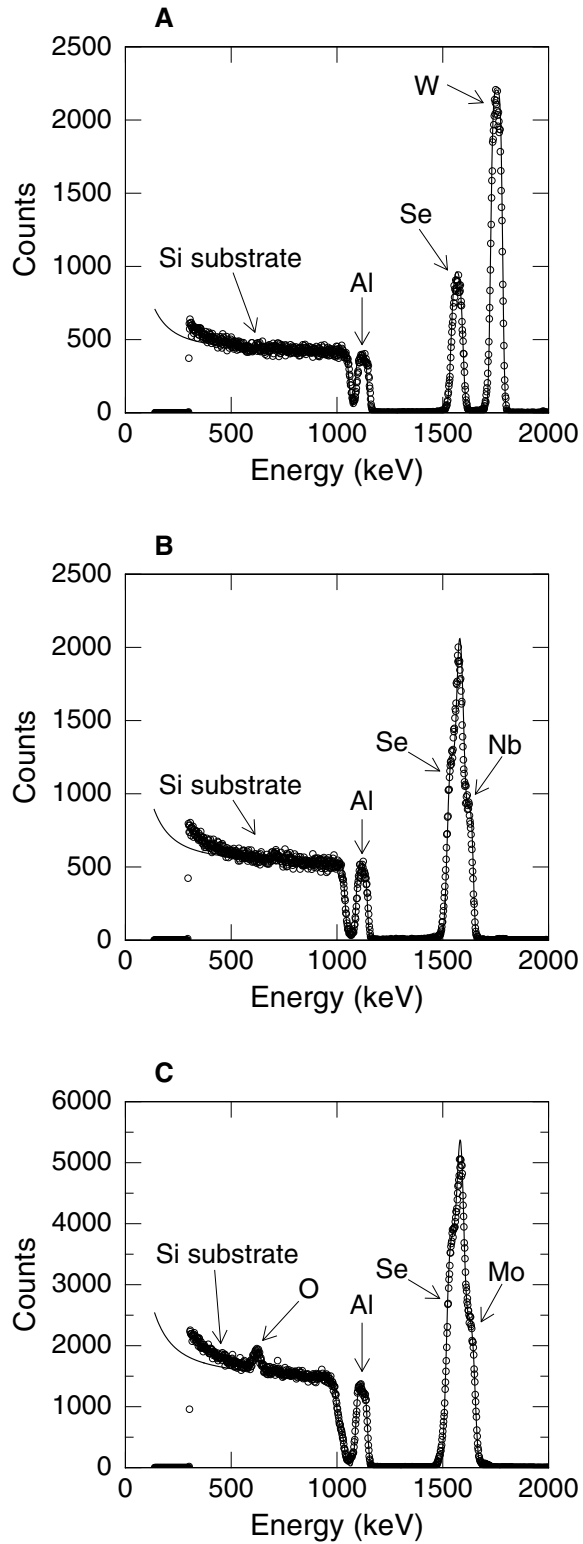 A
2500
2000
1500
1000
500
0
Counts
W
Se
Si substrate
Al
0 500 1000 1500 2000
Energy (keV)
B
2500
2000
1500
1000
500
0
Counts
Se
Nb
Si substrate
Al
0 500 1000 1500 2000
Energy (keV)
C
6000
5000
4000
3000
2000
1000
0
Counts
Si substrate
O
Al
Se
Mo
0 500 1000 1500 2000
Energy (keV)